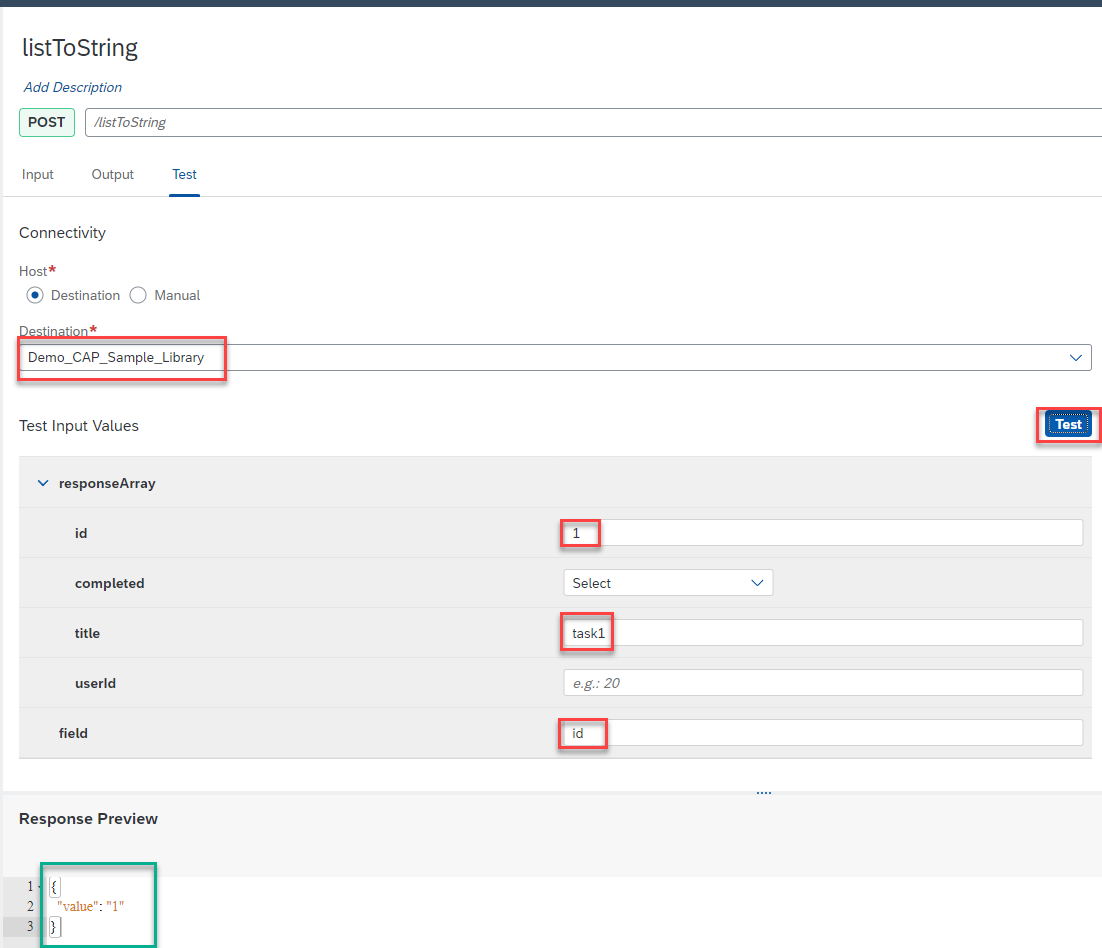 listToString
Add Description
POST /listToString
Input Output Test
Connectivity
Host*
Destination Manual
Destination*
Demo_CAP_Sample_Library
Test Input Values Test
responseArray
id 1
completed Select
title task1
userId e.g.: 20
field id
Response Preview
1 {
2 "value": "1"
3 }